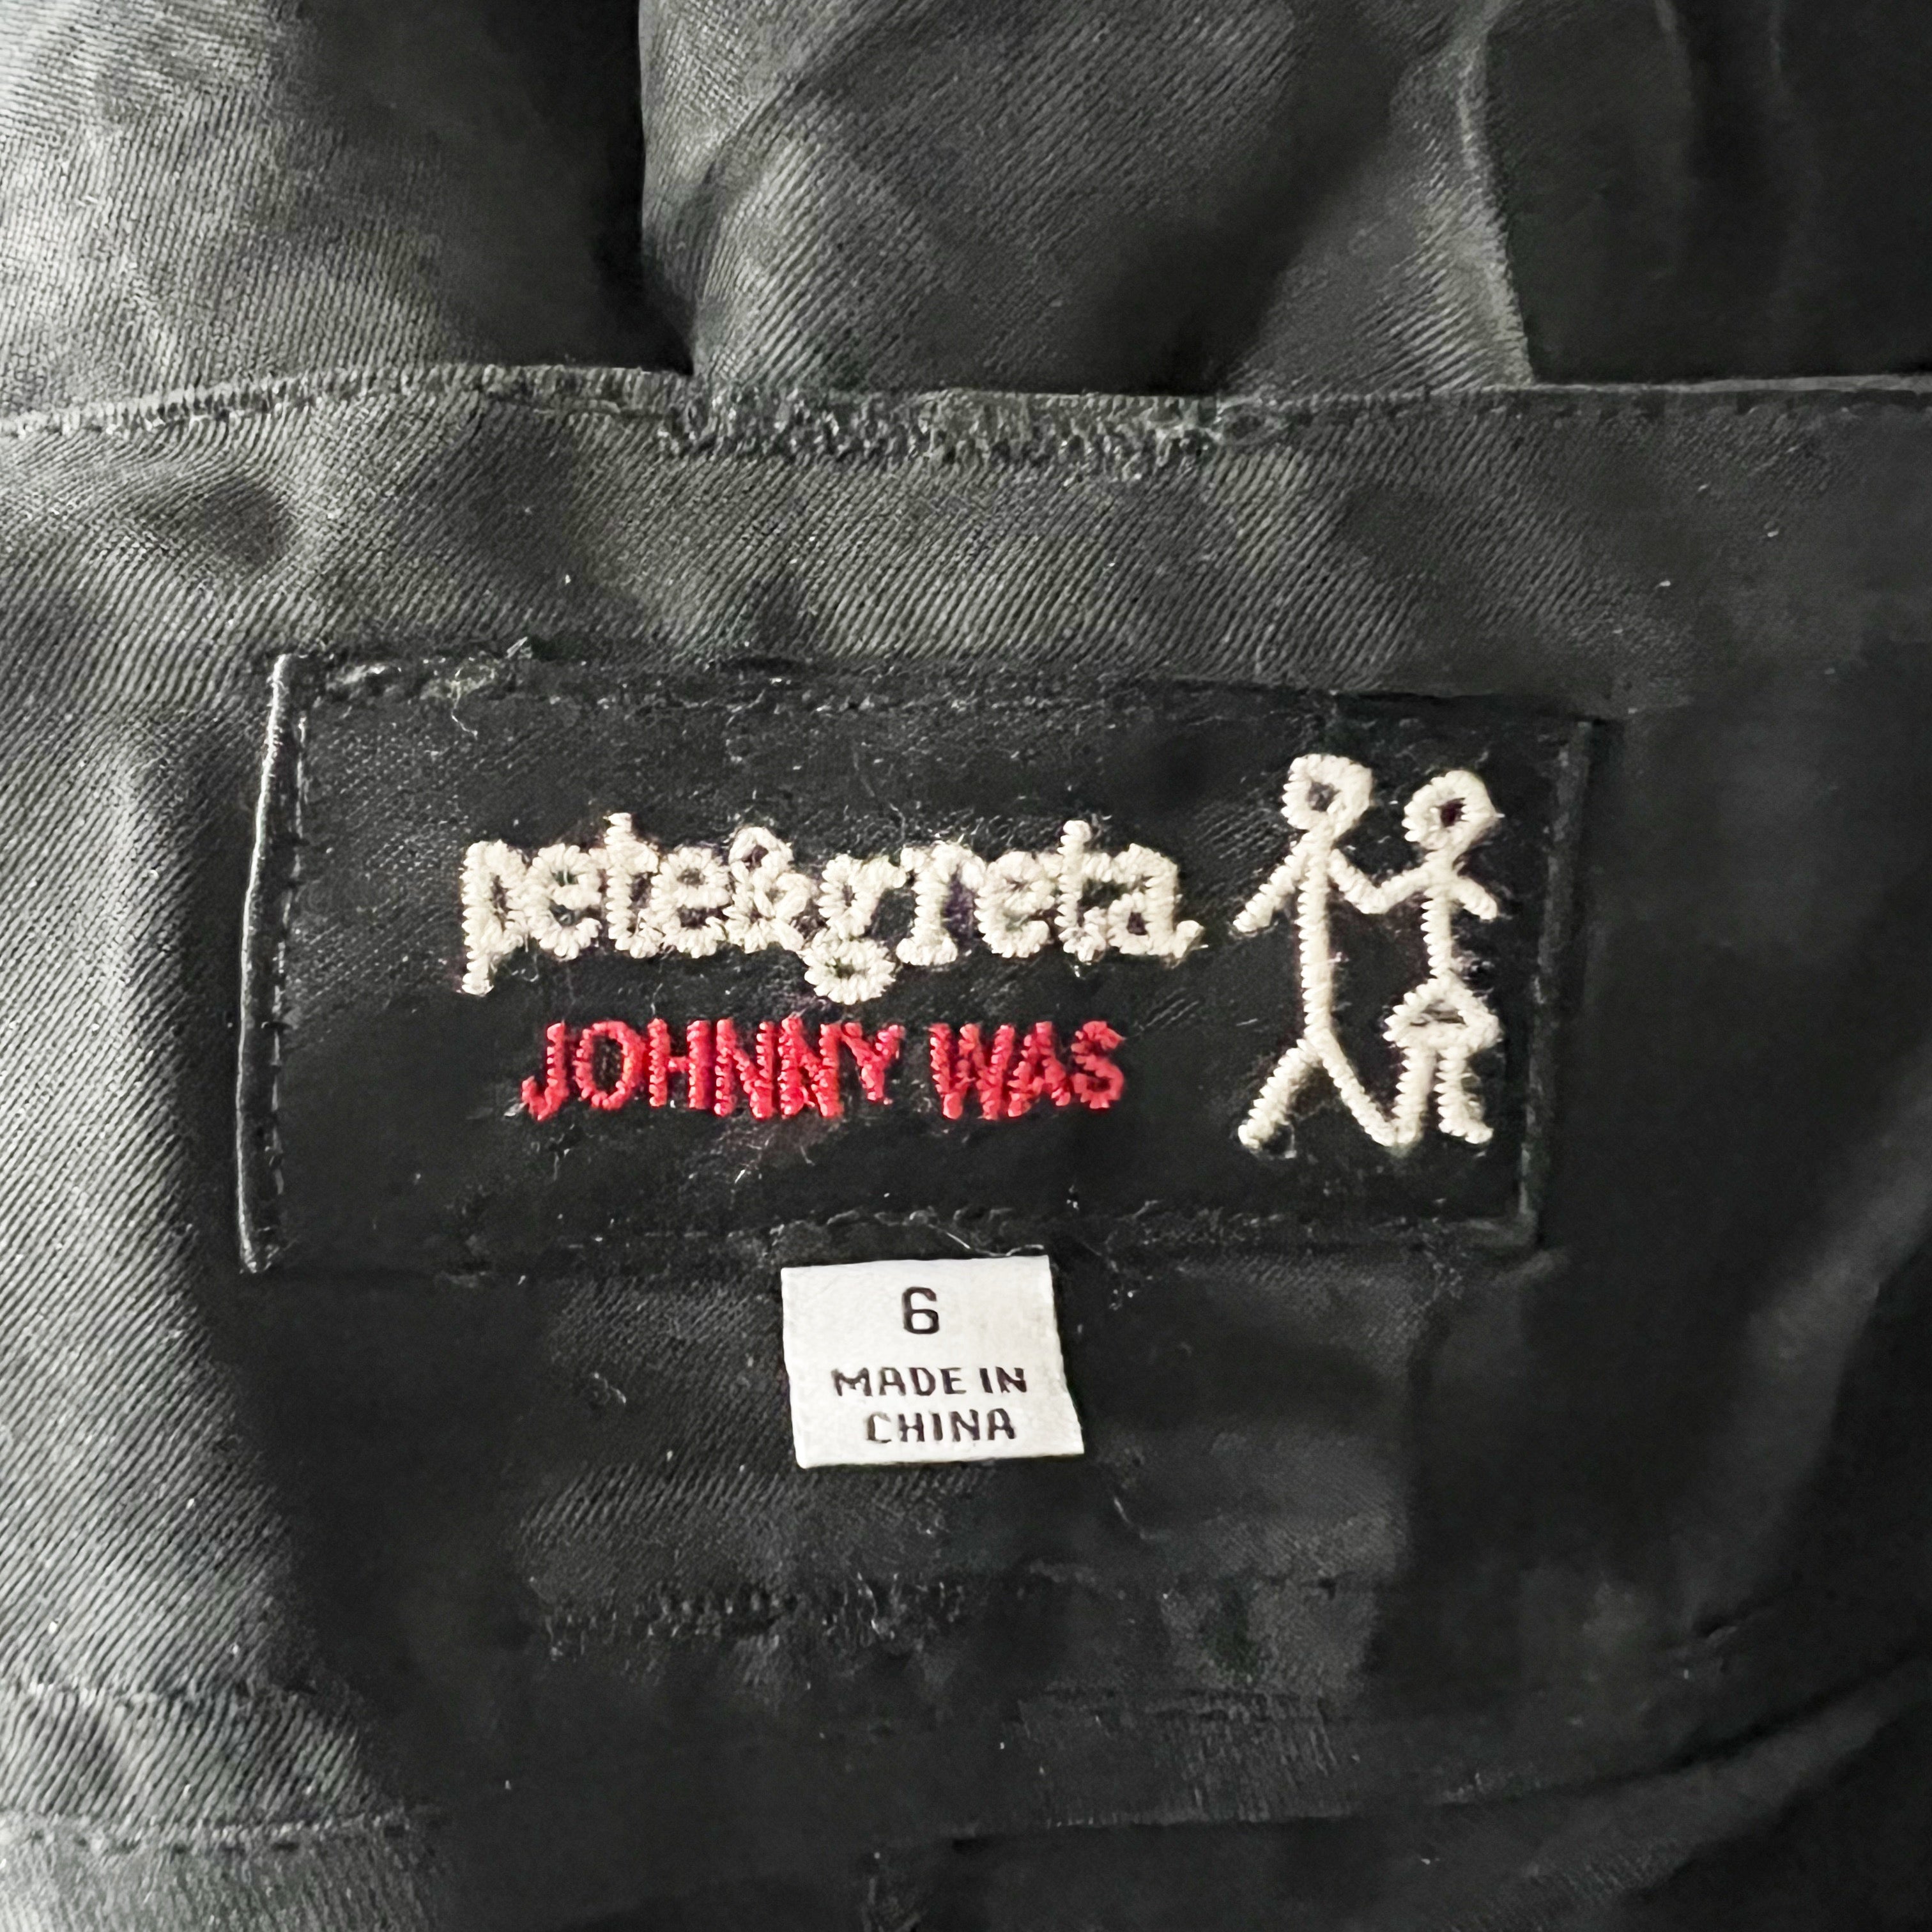 pete&greta
JOHNNY WAS
6
MADE IN
CHINA